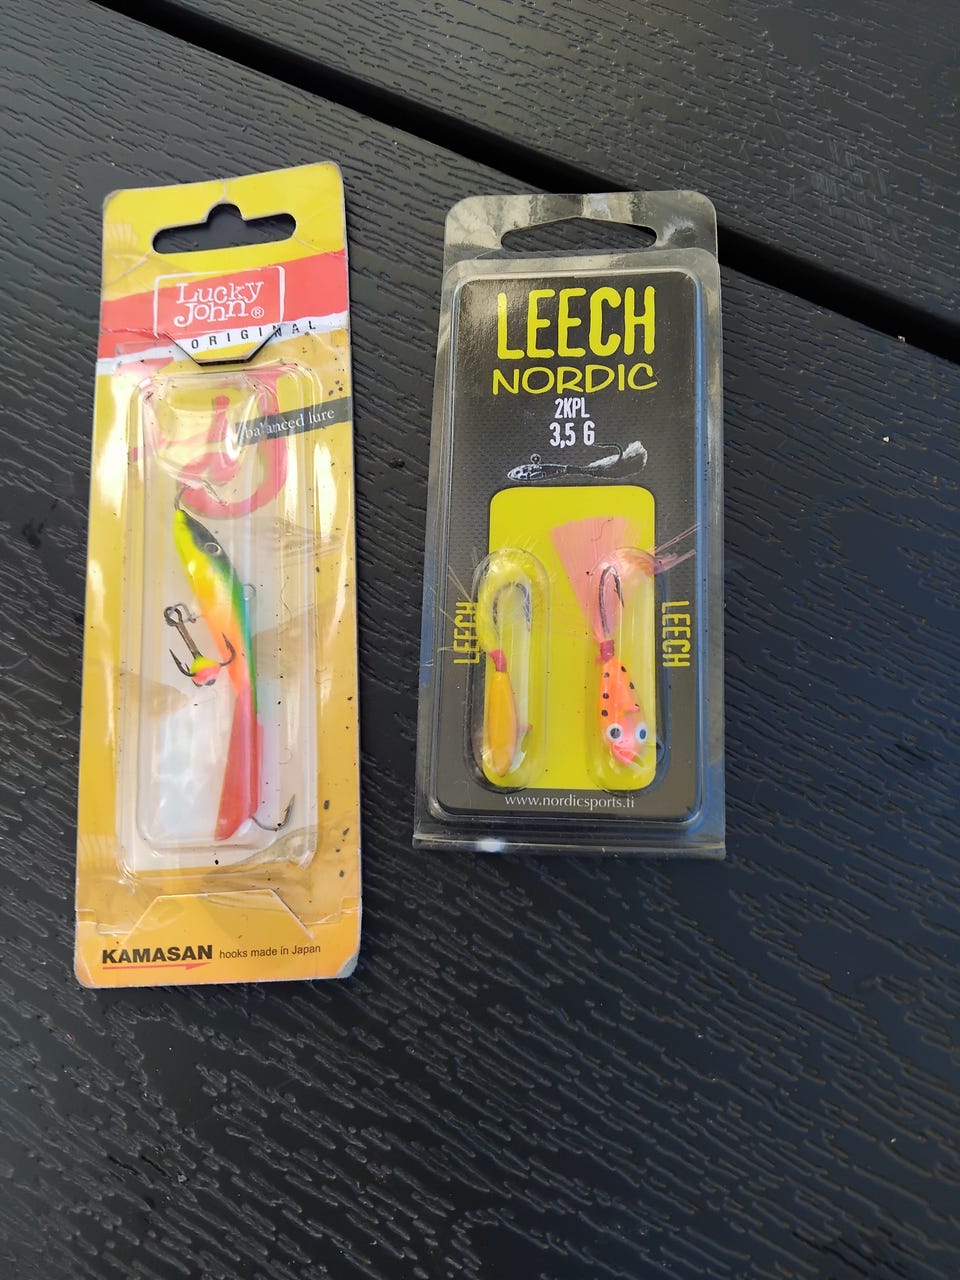 Lucky
John®
ORIGINAL
balanced lure
KAMASAN hooks made in Japan
LEECH
NORDIC
2KPL
3,5 G
LEECH
LEECH
www.nordicsports.fi